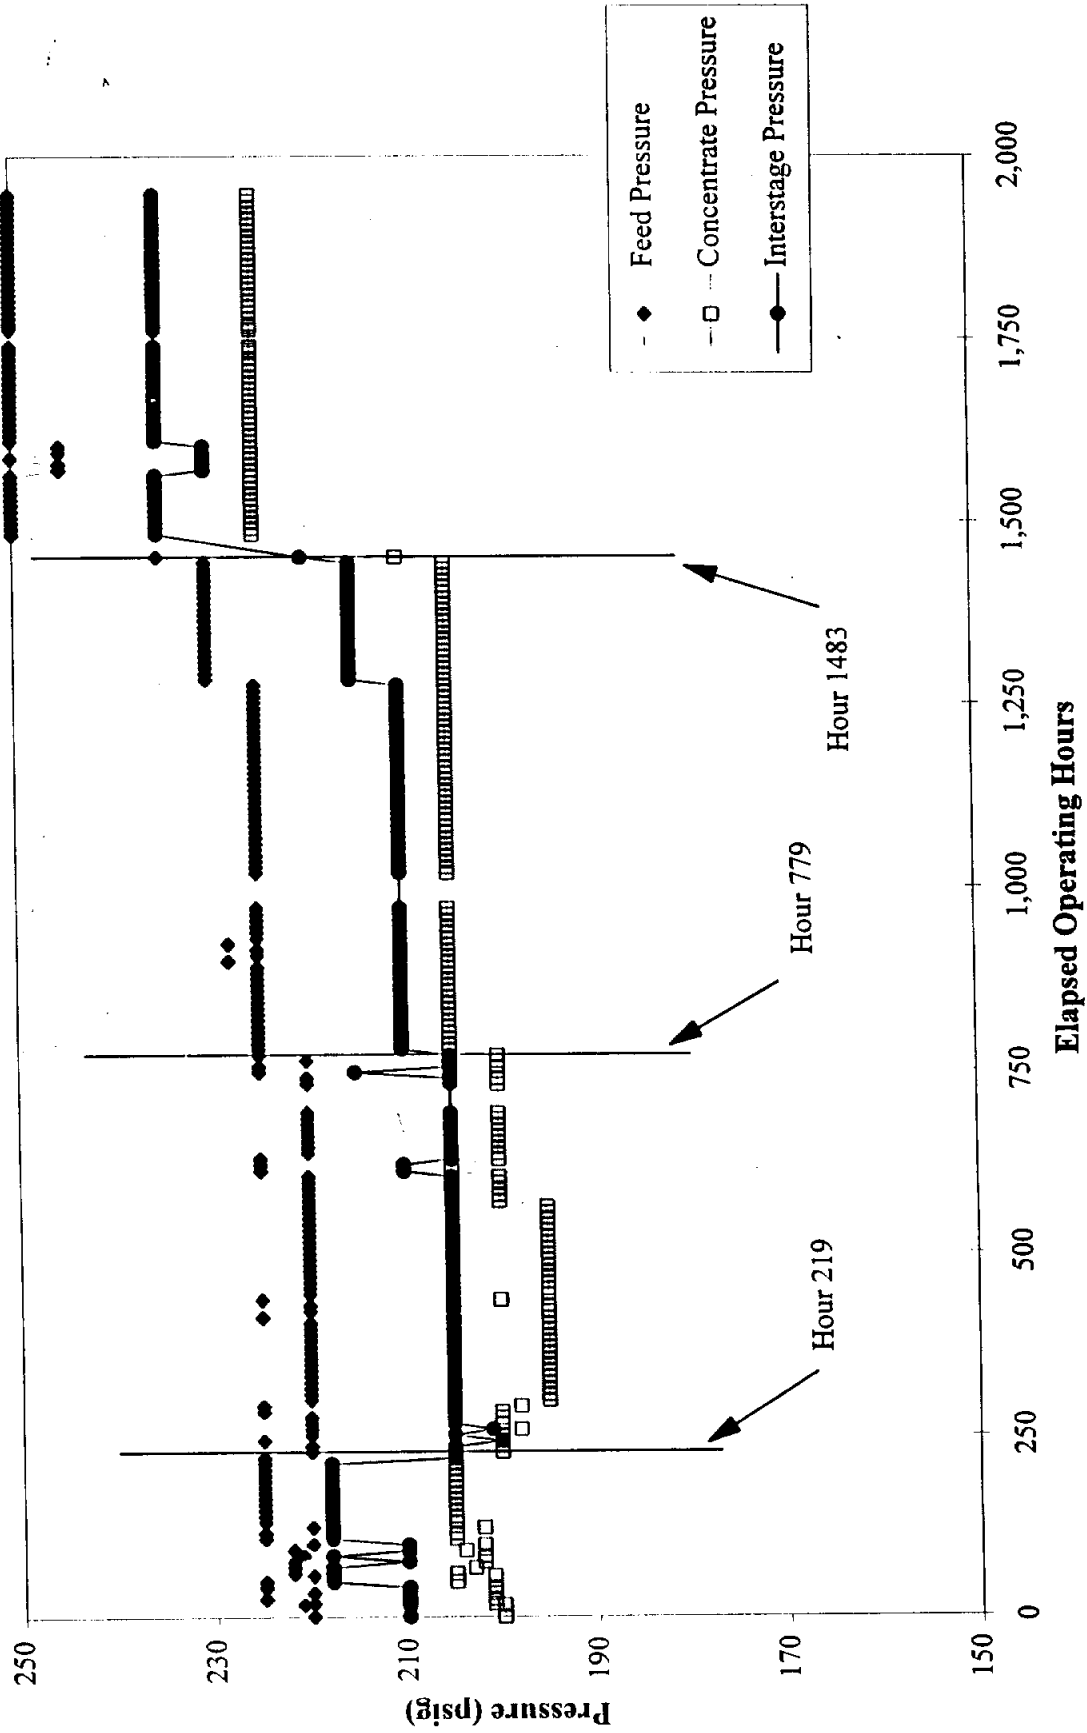 250
230
210
190
170
150
Pressure (psig)
0
250
500
750
1,000
1,250
1,500
1,750
2,000
Elapsed Operating Hours
Hour 219
Hour 779
Hour 1483
Feed Pressure
Concentrate Pressure
Interstage Pressure